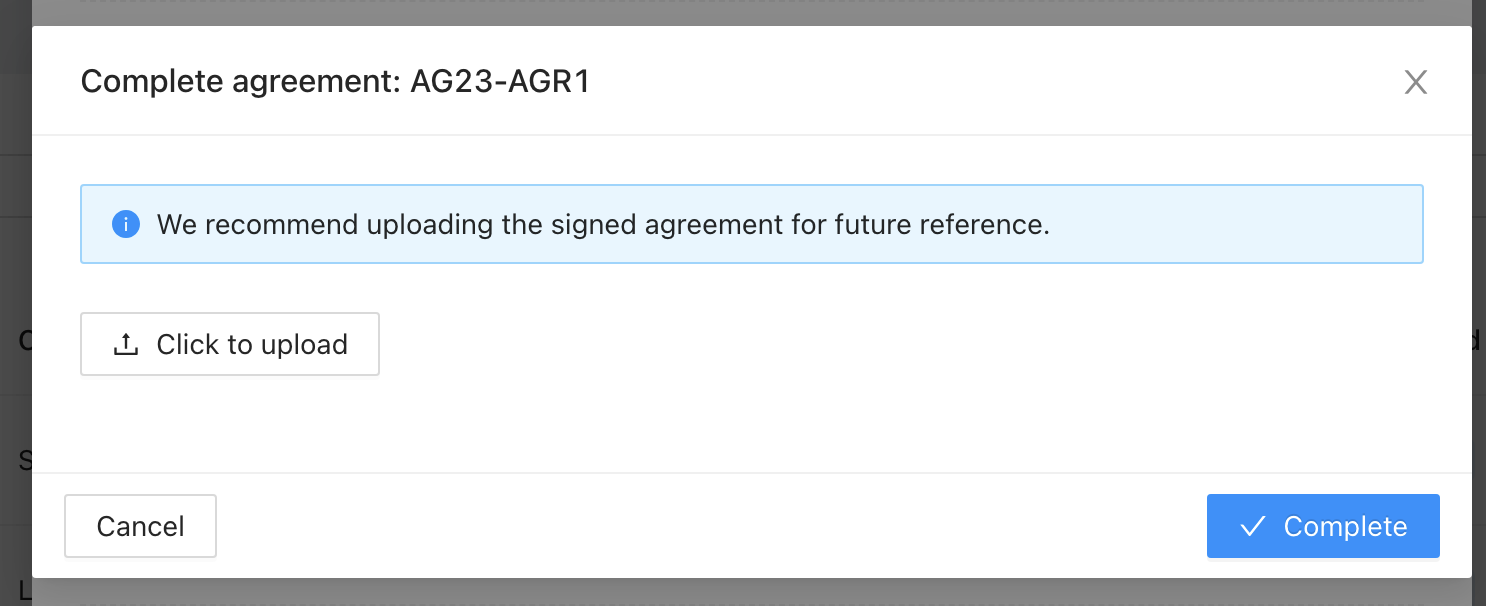 Complete agreement: AG23-AGR1
We recommend uploading the signed agreement for future reference.
Click to upload
Cancel
Complete